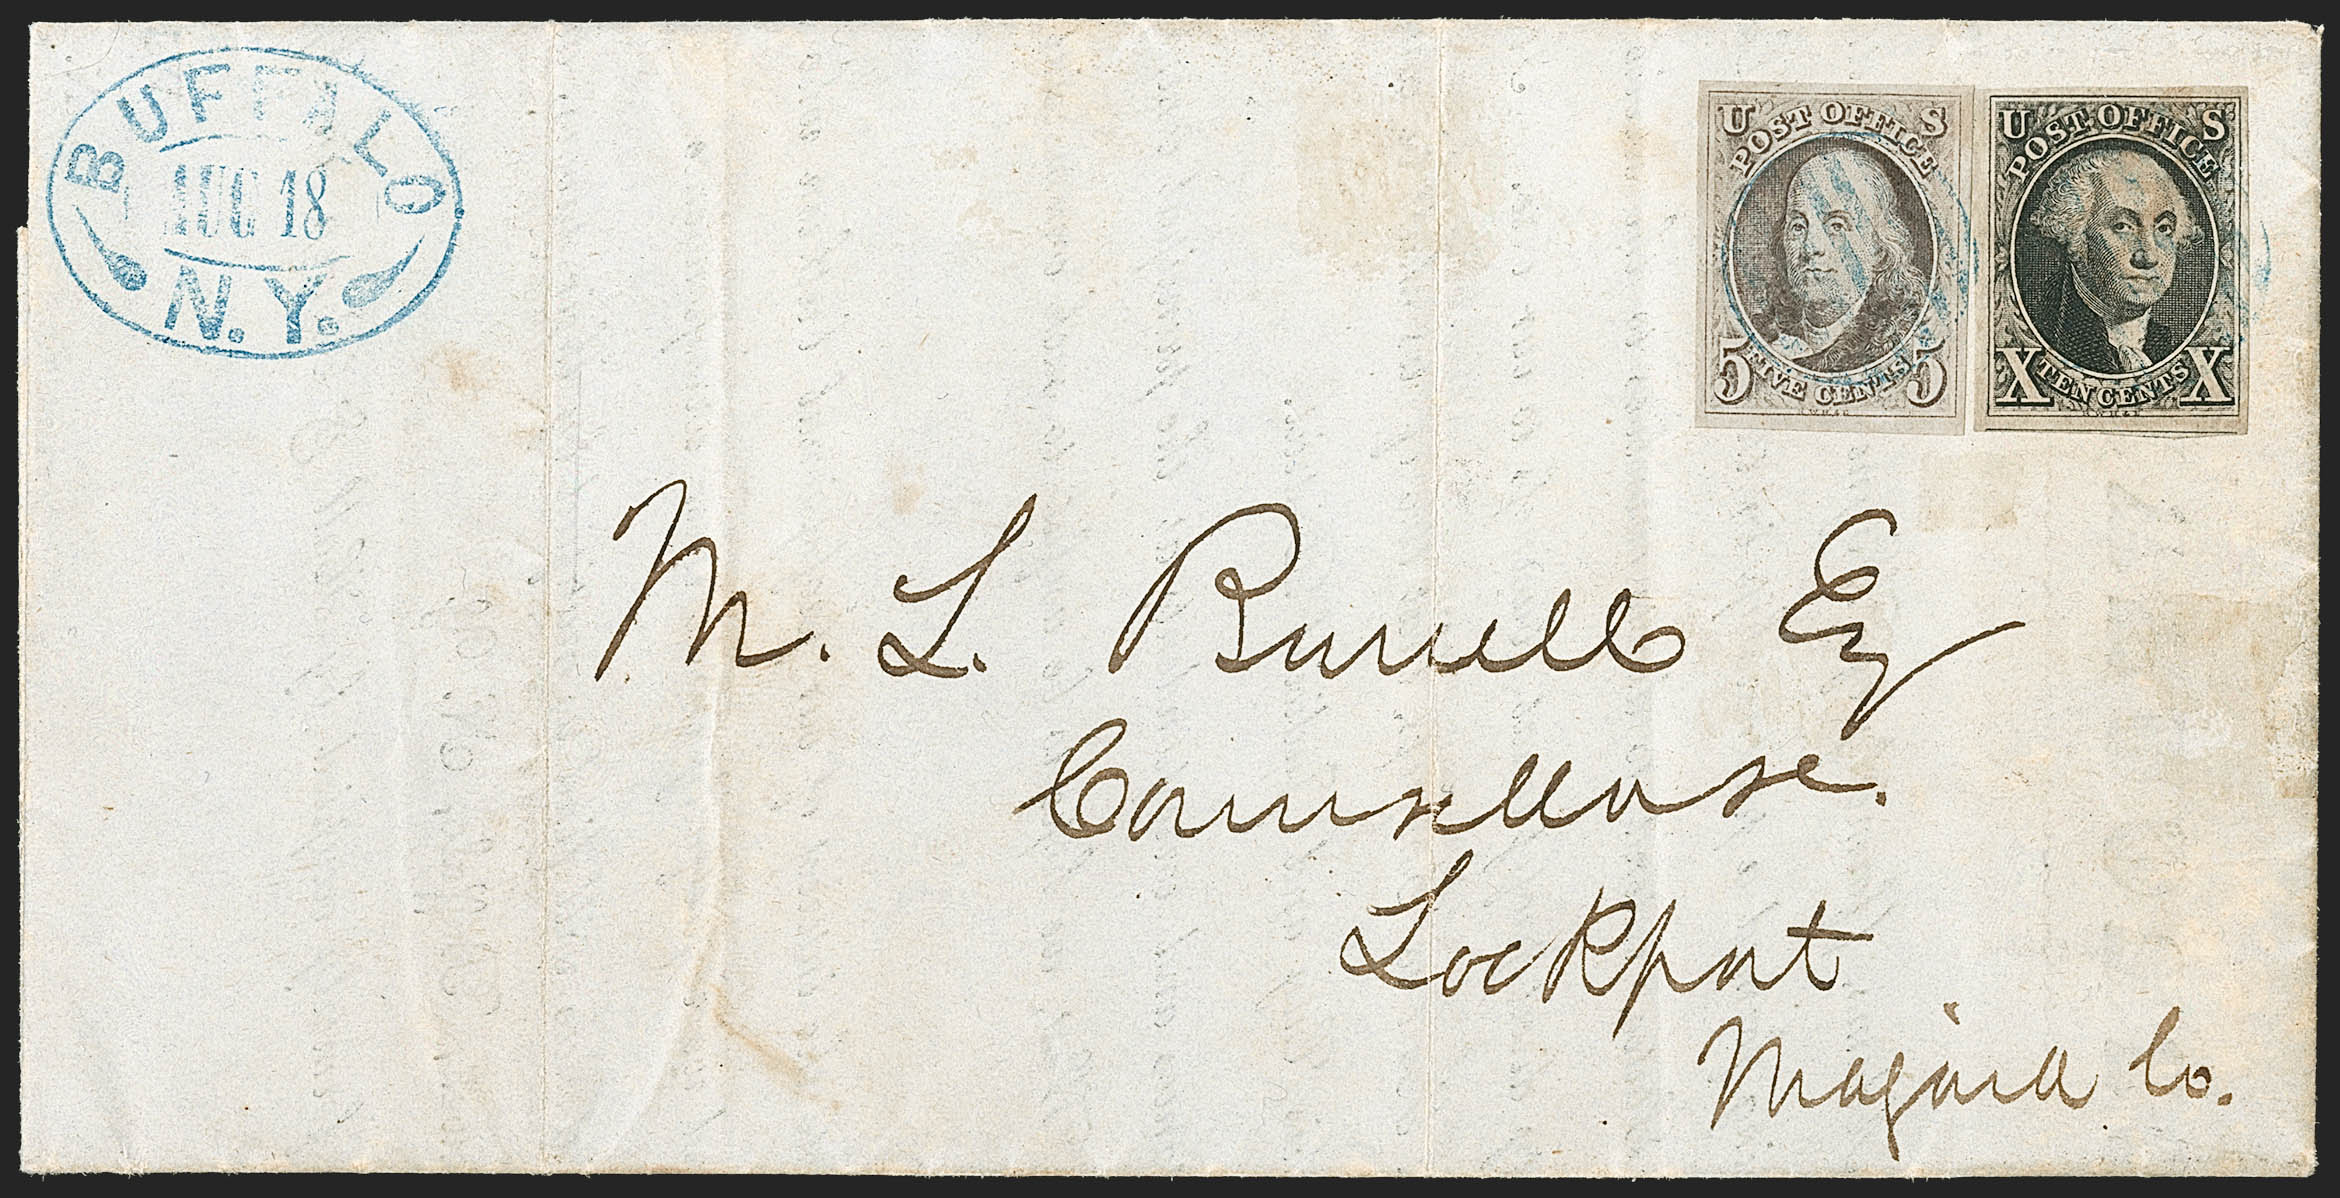 BUFFALO
AUG 18
N.Y.
U S
POST OFFICE
5 FIVE CENTS 5
U S
POST OFFICE
X TEN CENTS X
M. L. Burrell Esq
Counsellor.
Lockport
Niagara Co.